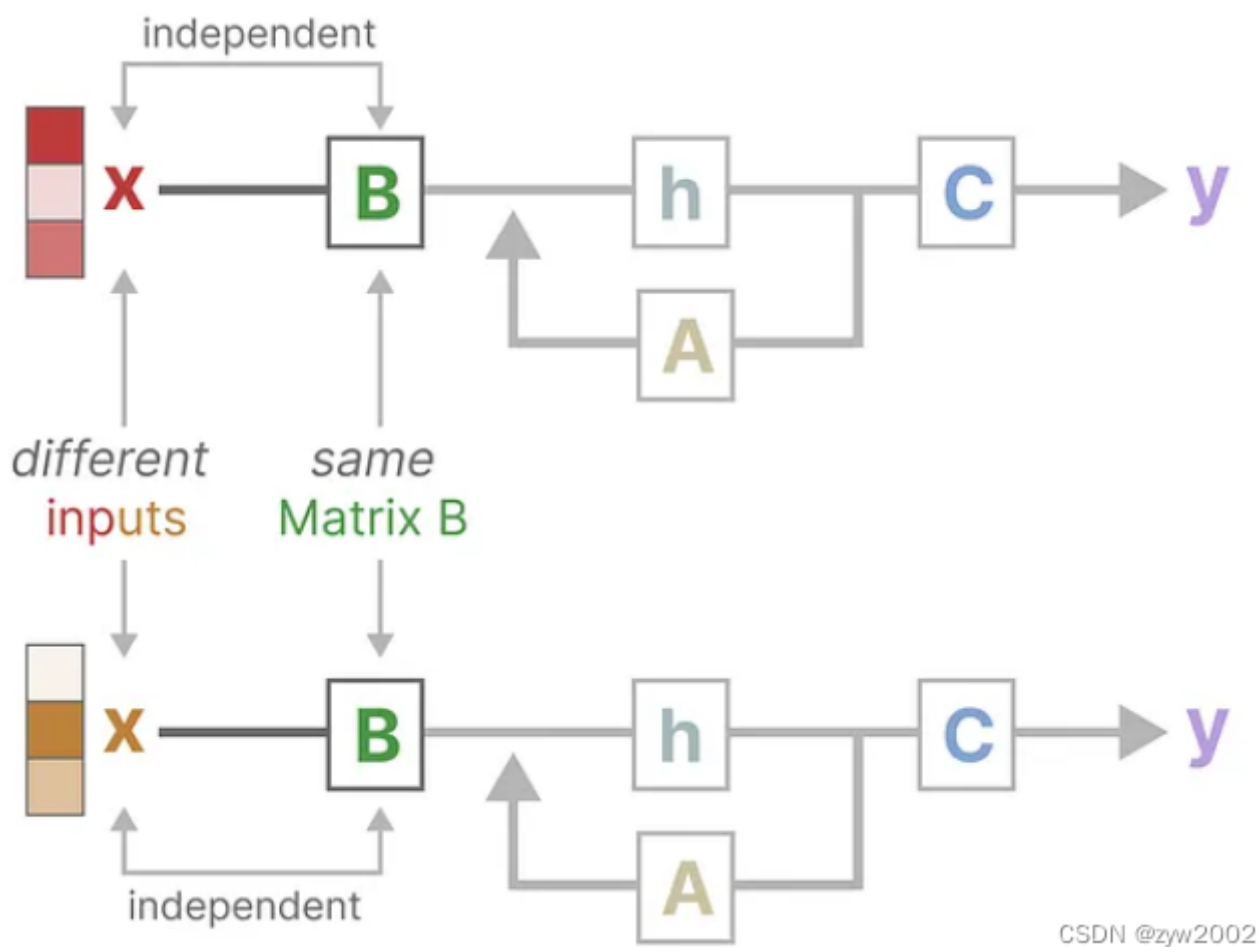 independent
x B h C y
A
different same
inputs Matrix B
x B h C y
A
independent
CSDN @zyw2002